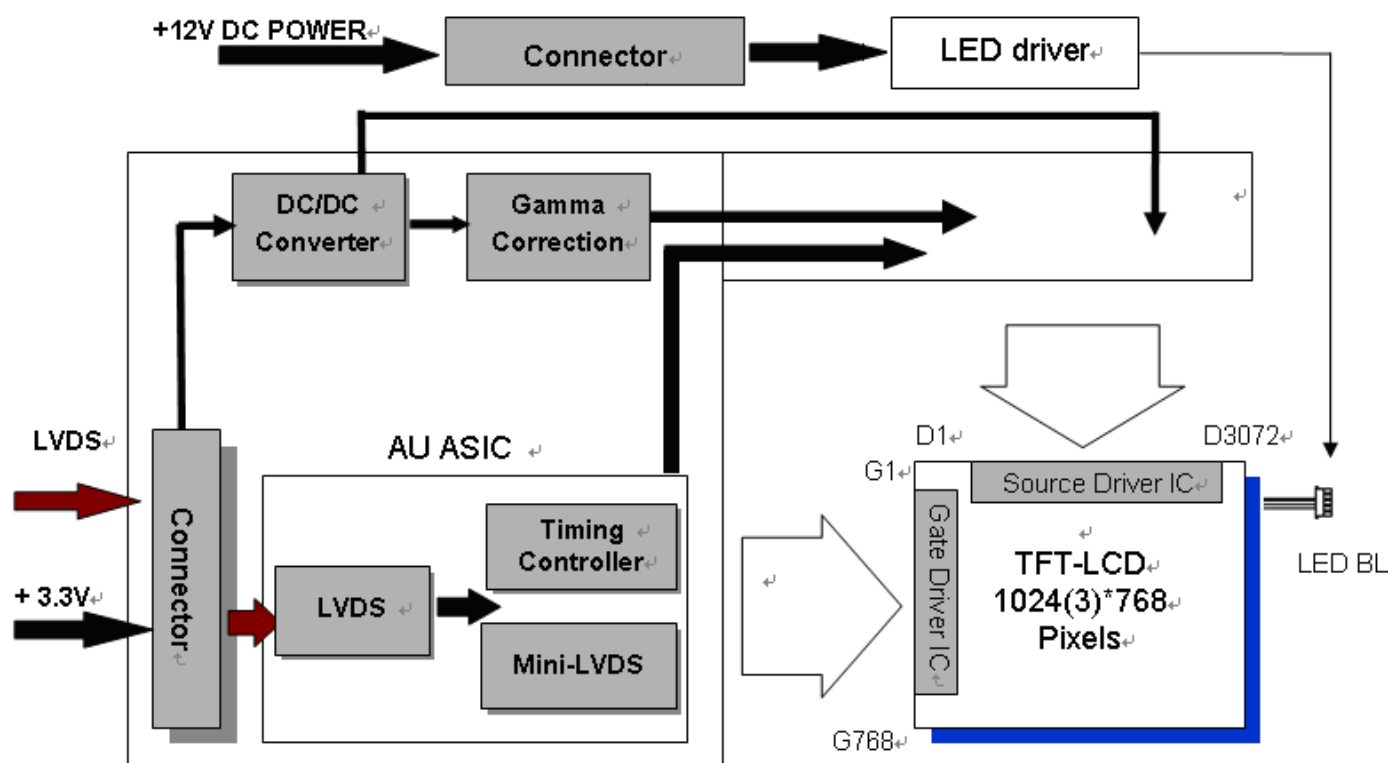 +12V DC POWER
Connector
LED driver
DC/DC
Converter
Gamma
Correction
LVDS
+ 3.3V
Connector
AU ASIC
LVDS
Timing
Controller
Mini-LVDS
D1
D3072
G1
G768
Source Driver IC
Gate Driver IC
TFT-LCD
1024(3)*768
Pixels
LED BL